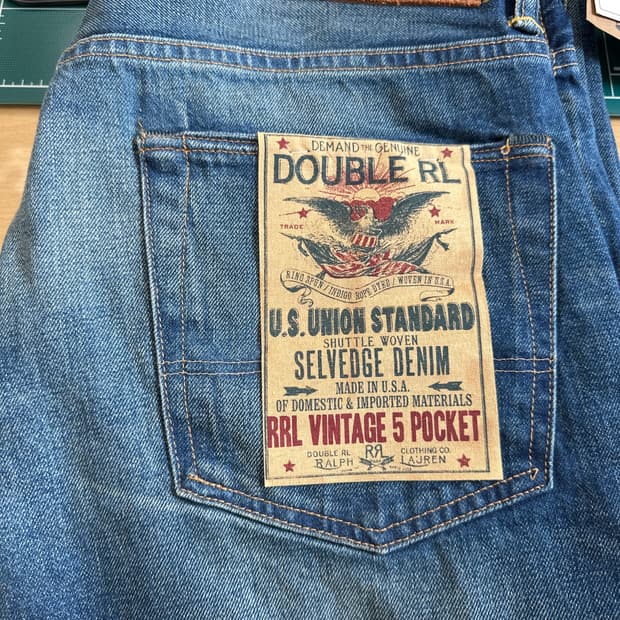 DEMAND THE GENUINE
DOUBLE RL
TRADE MARK
RING SPUN / INDIGO ROPE DYED / WOVEN IN U.S.A.
U.S. UNION STANDARD
SHUTTLE WOVEN
SELVEDGE DENIM
MADE IN U.S.A.
OF DOMESTIC & IMPORTED MATERIALS
RRL VINTAGE 5 POCKET
DOUBLE RL RRL CLOTHING CO.
RALPH LAUREN